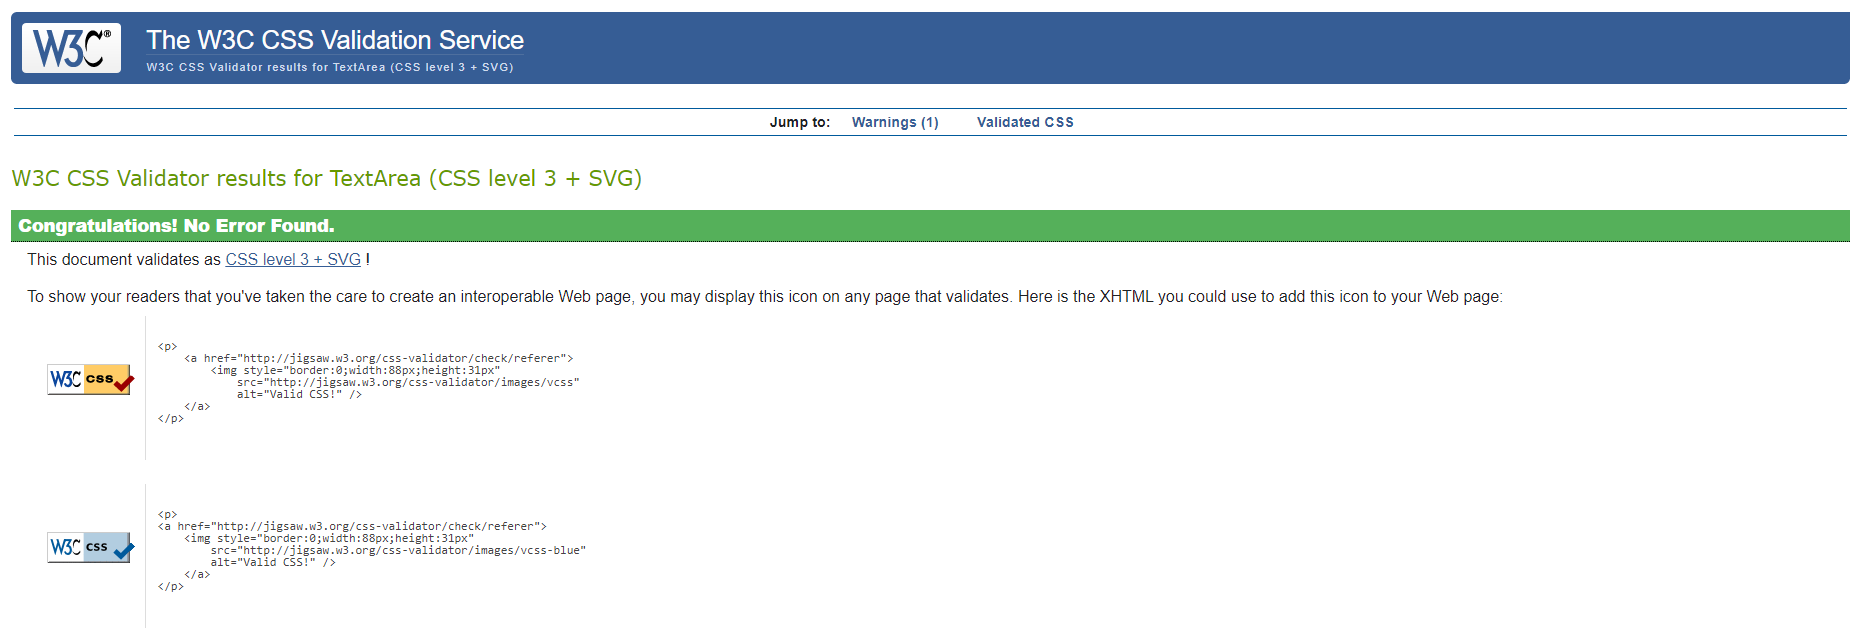 W3C®
The W3C CSS Validation Service
W3C CSS Validator results for TextArea (CSS level 3 + SVG)
Jump to: Warnings (1) Validated CSS
W3C CSS Validator results for TextArea (CSS level 3 + SVG)
Congratulations! No Error Found.
This document validates as CSS level 3 + SVG !
To show your readers that you've taken the care to create an interoperable Web page, you may display this icon on any page that validates. Here is the XHTML you could use to add this icon to your Web page:
W3C CSS
<p>
    <a href="http://jigsaw.w3.org/css-validator/check/referer">
        <img style="border:0;width:88px;height:31px"
            src="http://jigsaw.w3.org/css-validator/images/vcss"
            alt="Valid CSS!" />
    </a>
</p>
W3C CSS
<p>
<a href="http://jigsaw.w3.org/css-validator/check/referer">
    <img style="border:0;width:88px;height:31px"
        src="http://jigsaw.w3.org/css-validator/images/vcss-blue"
        alt="Valid CSS!" />
    </a>
</p>